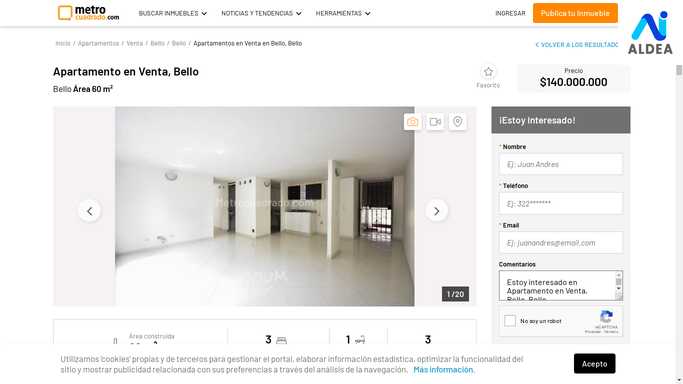 metro
cuadrado.com
BUSCAR INMUEBLES
NOTICIAS Y TENDENCIAS
HERRAMIENTAS
INGRESAR
Publica tu Inmueble
ALDEA
Inicio / Apartamentos / Venta / Bello / Bello / Apartamentos en Venta en Bello, Bello
VOLVER A LOS RESULTADO
Apartamento en Venta, Bello
Bello Área 60 m²
Favorito
Precio
$140.000.000
Metrocuadrado.com
1 /20
¡Estoy Interesado!
* Nombre
Ej: Juan Andres
* Teléfono
Ej: 322*******
* Email
Ej: juanandres@email.com
Comentarios
Estoy interesado en
Apartamento en Venta,
Bello, Bello
No soy un robot
reCAPTCHA
Privacidad - Términos
Área construida
3
1
3
Utilizamos 'cookies' propias y de terceros para gestionar el portal, elaborar información estadística, optimizar la funcionalidad del
sitio y mostrar publicidad relacionada con sus preferencias a través del análisis de la navegación. Más información.
Acepto